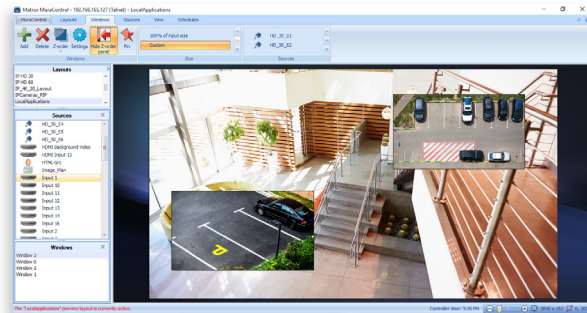 Matrox MuraControl - 192.168.165.127 (Telnet) - LocalApplications
MuraControl Layouts Windows Sources View Schedules
Add Delete Z-order Settings Hide Z-order panel Pin
100% of input size
Custom
HD_30_S1
HD_30_S2
Windows Size Sources
Layouts
IP HD 30
IP HD 60
IP_4K_30_Layout
IPCameras_PIP
LocalApplications
Sources
HD_30_S4
HD_30_S5
HD_30_S6
HDMI Background Video
HDMI Input 15
HTML-Src
Image_Plan
Input 1
Input 10
Input 11
Input 12
Input 13
Input 14
Input 16
Input 2
Windows
Window 3
Window 0
Window 2
Window 1
The "LocalApplications" preview layout is currently active.
Controller time: 5:26 PM